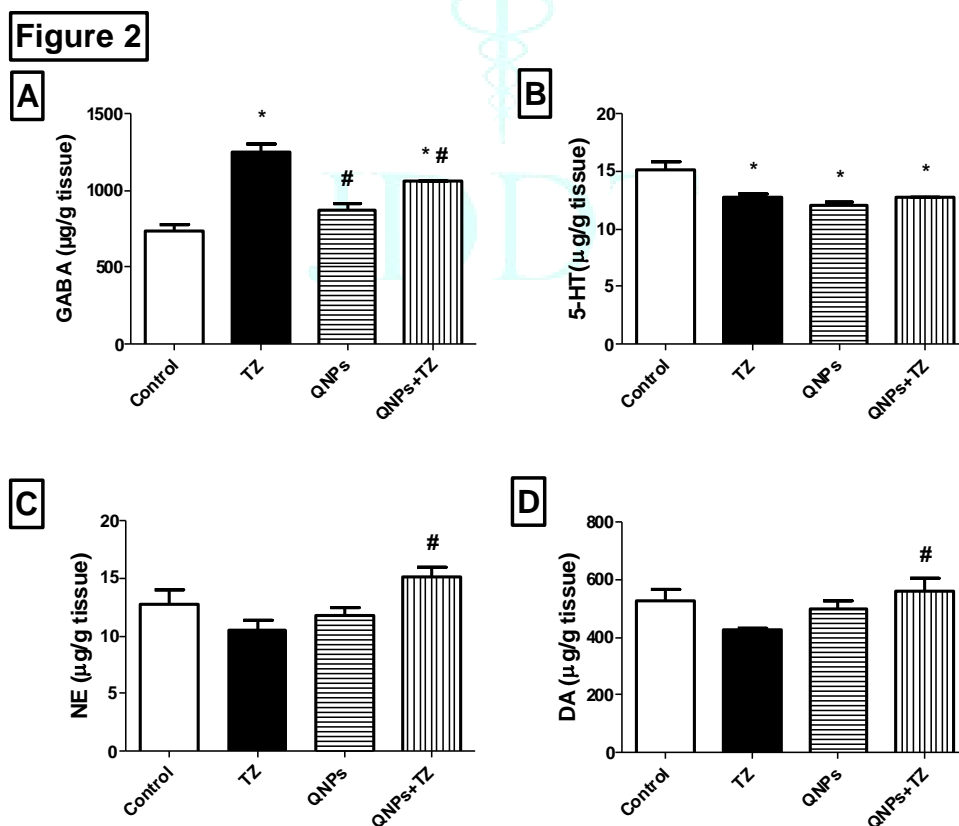 Figure 2
A
GABA (µg/g tissue)
1500
1000
500
0
*
#
* #
Control
TZ
QNPs
QNPs+TZ
B
5-HT(µg/g tissue)
20
15
10
5
0
*
*
*
Control
TZ
QNPs
QNPs+TZ
C
NE (µg/g tissue)
20
15
10
5
0
#
Control
TZ
QNPs
QNPs+TZ
D
DA (µg/g tissue)
800
600
400
200
0
#
Control
TZ
QNPs
QNPs+TZ
JDDT